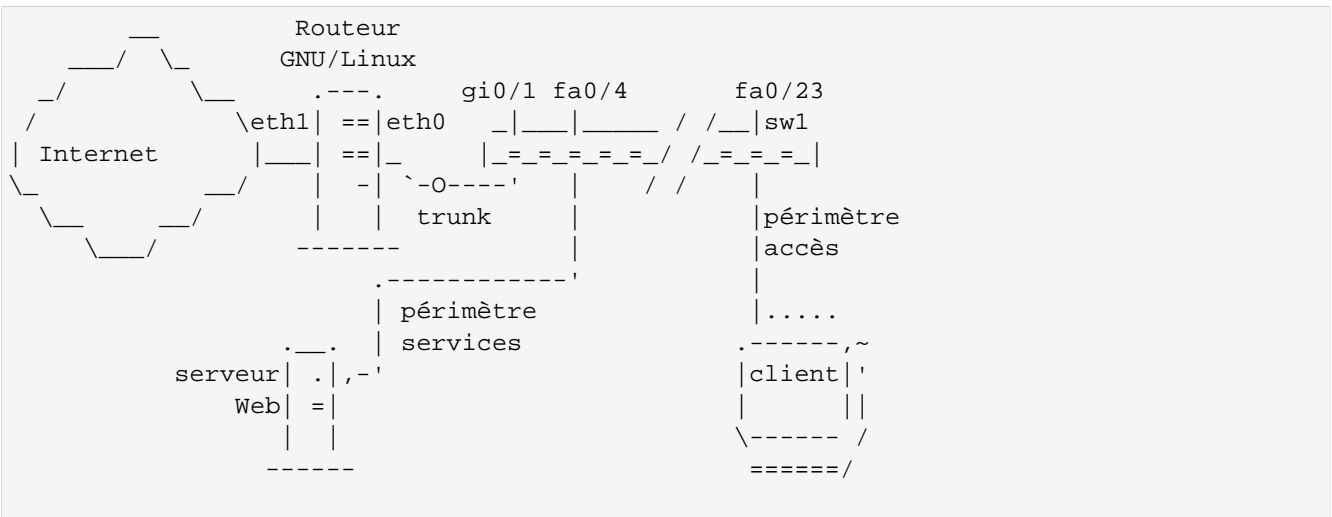 Routeur
GNU/Linux
gi0/1 fa0/4 fa0/23
eth1 eth0 sw1
Internet
trunk périmètre
accès
périmètre
services
serveur client
Web